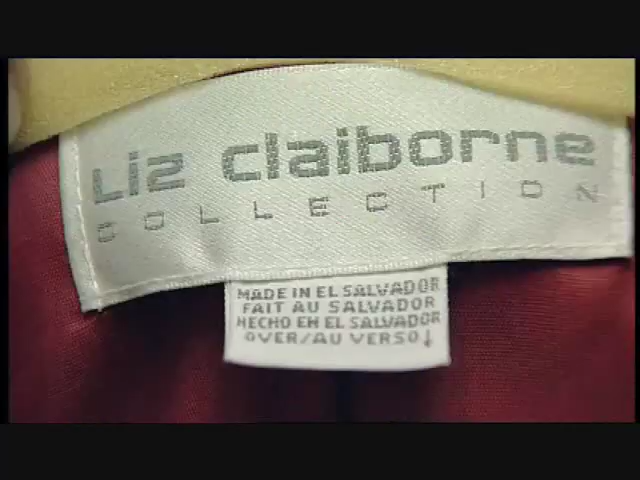 Liz claiborne
COLLECTION
MADE IN EL SALVADOR
FAIT AU SALVADOR
HECHO EN EL SALVADOR
OVER/AU VERSO↓